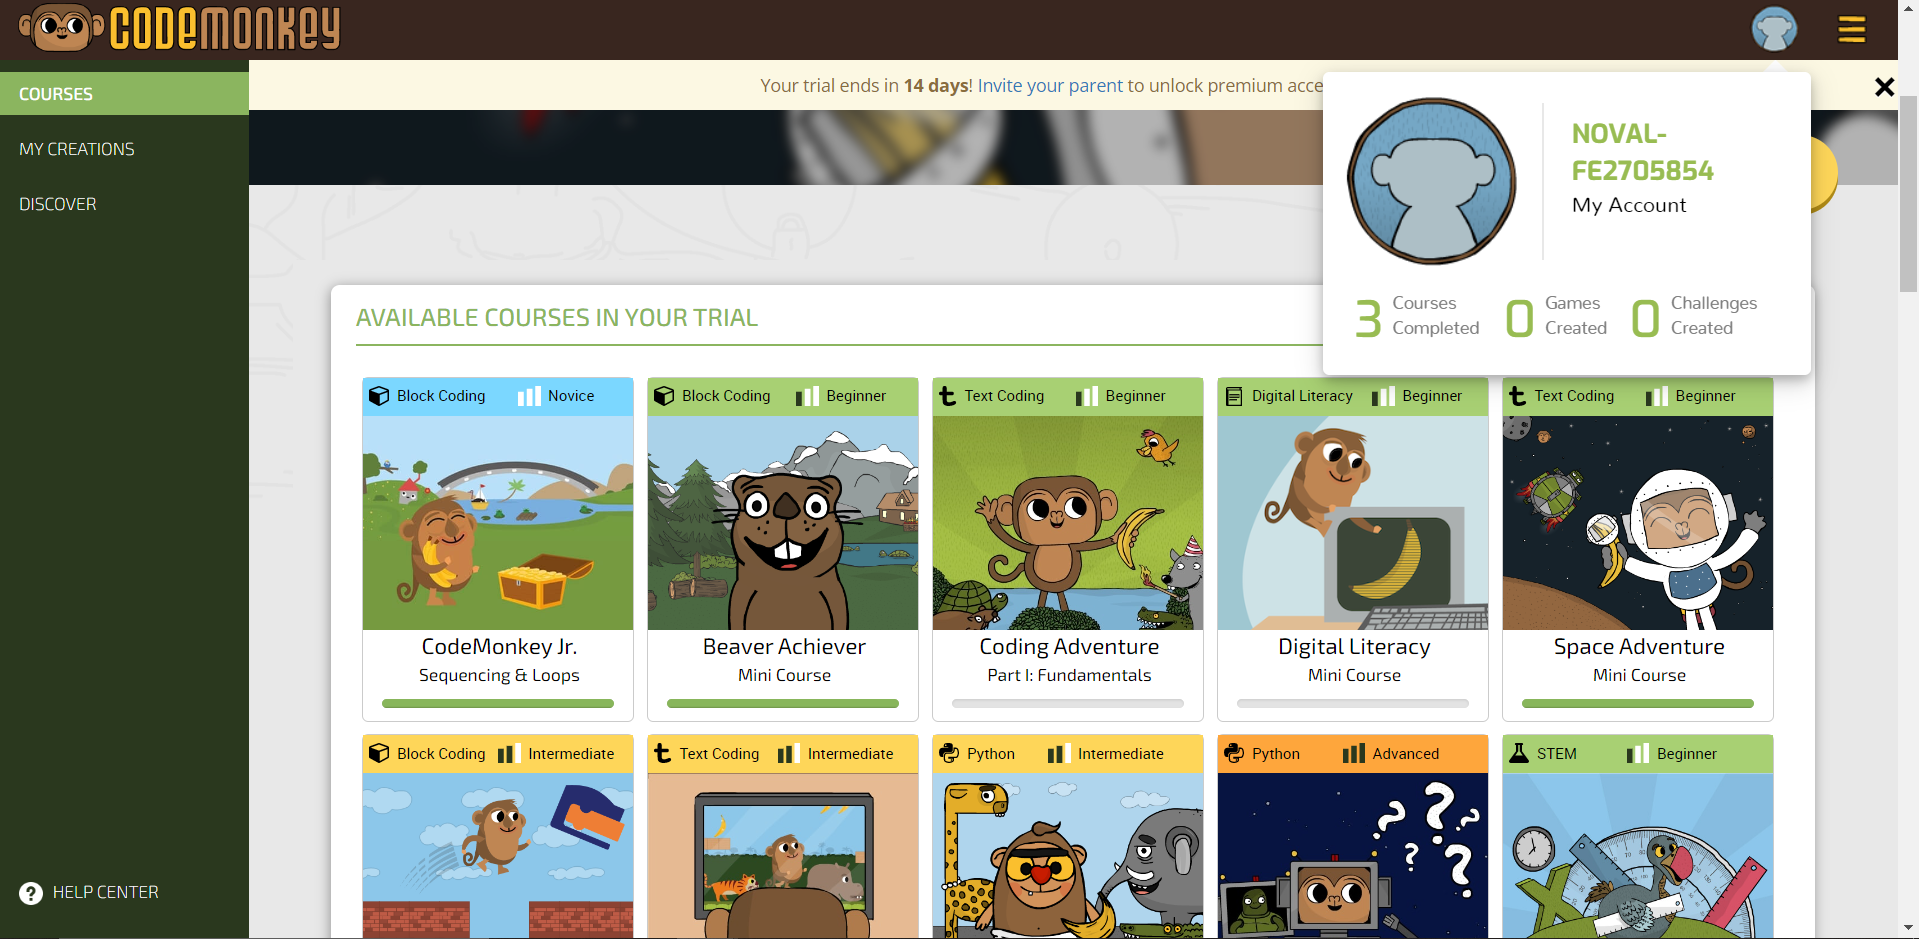 CODEMONKEY
COURSES
MY CREATIONS
DISCOVER
HELP CENTER
Your trial ends in 14 days! Invite your parent to unlock premium acce
NOVAL-
FE2705854
My Account
3 Courses Completed
0 Games Created
0 Challenges Created
AVAILABLE COURSES IN YOUR TRIAL
Block Coding Novice
CodeMonkey Jr.
Sequencing & Loops
Block Coding Beginner
Beaver Achiever
Mini Course
Text Coding Beginner
Coding Adventure
Part I: Fundamentals
Digital Literacy Beginner
Digital Literacy
Mini Course
Text Coding Beginner
Space Adventure
Mini Course
Block Coding Intermediate
Text Coding Intermediate
Python Intermediate
Python Advanced
STEM Beginner